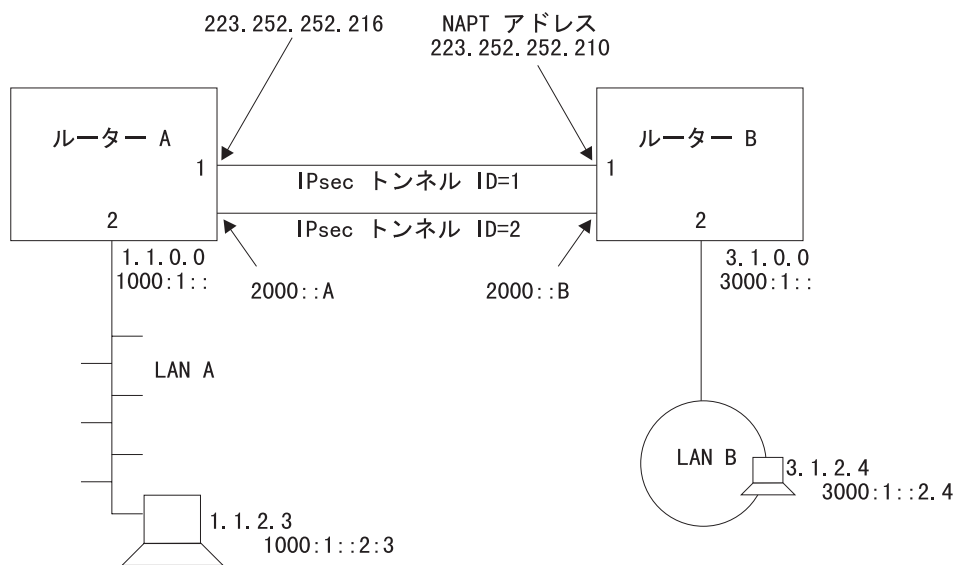 223.252.252.216
NAPT アドレス
223.252.252.210
ルーター A
ルーター B
1
1
IPsec トンネル ID=1
2
2
IPsec トンネル ID=2
1.1.0.0
1000:1::
3.1.0.0
3000:1::
2000::A
2000::B
LAN A
LAN B
3.1.2.4
3000:1::2.4
1.1.2.3
1000:1::2:3